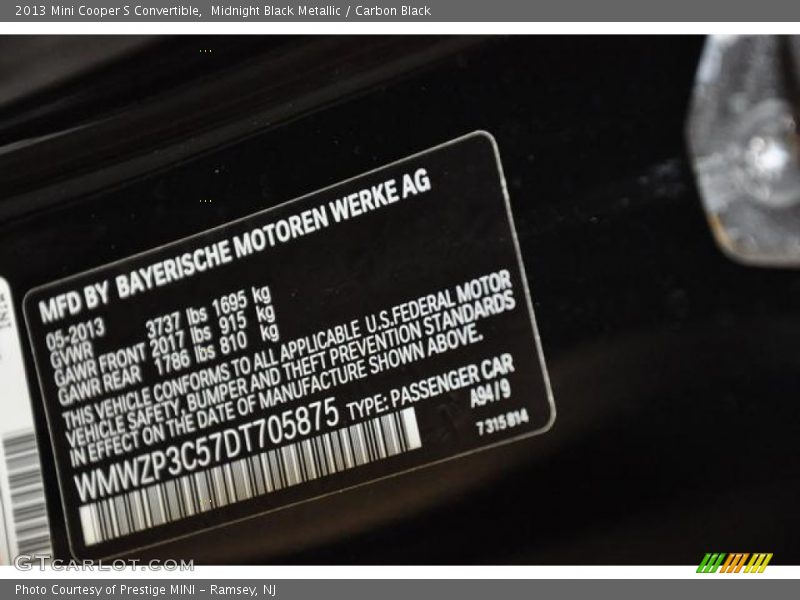 2013 Mini Cooper S Convertible, Midnight Black Metallic / Carbon Black
MFD BY BAYERISCHE MOTOREN WERKE AG
05-2013
GVWR 3737 lbs 1695 kg
GAWR FRONT 2017 lbs 915 kg
GAWR REAR 1786 lbs 810 kg
THIS VEHICLE CONFORMS TO ALL APPLICABLE U.S.FEDERAL MOTOR
VEHICLE SAFETY, BUMPER AND THEFT PREVENTION STANDARDS
IN EFFECT ON THE DATE OF MANUFACTURE SHOWN ABOVE.
WMWZP3C57DT705875 TYPE: PASSENGER CAR
A94/9
7 315 814
GTCarLot.com
Photo Courtesy of Prestige MINI - Ramsey, NJ